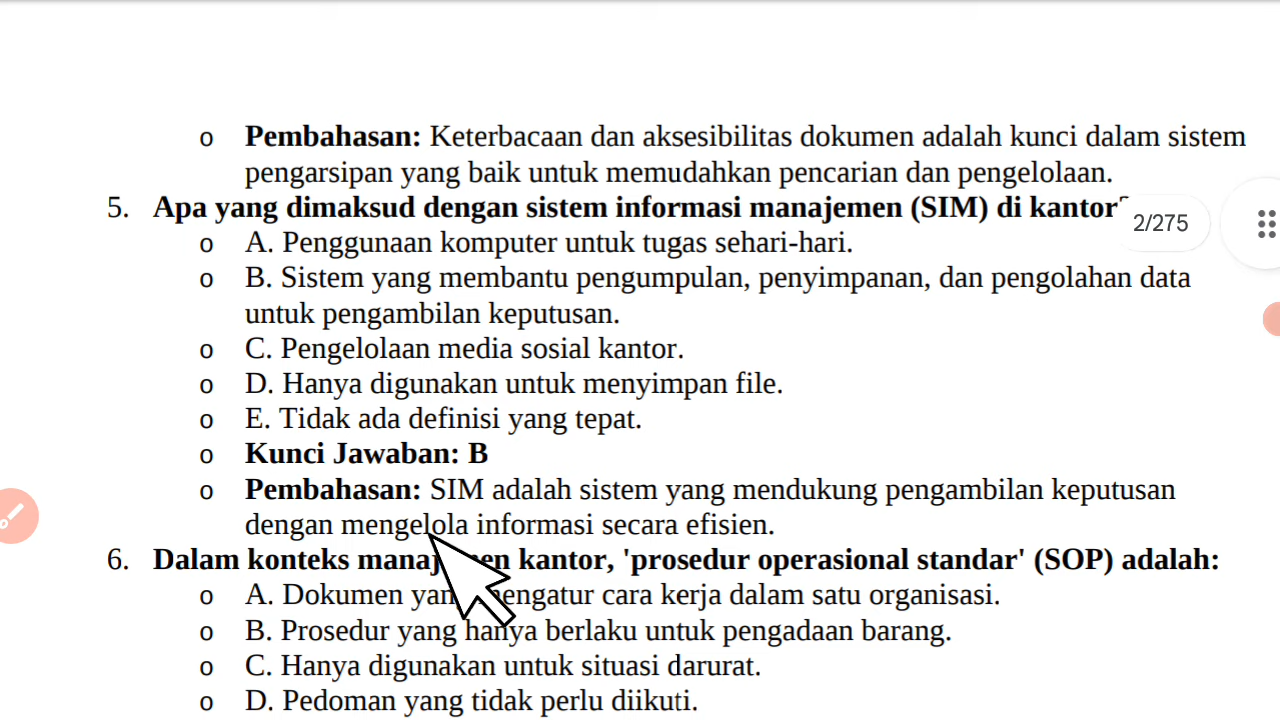 o Pembahasan: Keterbacaan dan aksesibilitas dokumen adalah kunci dalam sistem
pengarsipan yang baik untuk memudahkan pencarian dan pengelolaan.
5. Apa yang dimaksud dengan sistem informasi manajemen (SIM) di kantor?
2/275
o A. Penggunaan komputer untuk tugas sehari-hari.
o B. Sistem yang membantu pengumpulan, penyimpanan, dan pengolahan data
untuk pengambilan keputusan.
o C. Pengelolaan media sosial kantor.
o D. Hanya digunakan untuk menyimpan file.
o E. Tidak ada definisi yang tepat.
o Kunci Jawaban: B
o Pembahasan: SIM adalah sistem yang mendukung pengambilan keputusan
dengan mengelola informasi secara efisien.
6. Dalam konteks manajemen kantor, 'prosedur operasional standar' (SOP) adalah:
o A. Dokumen yang mengatur cara kerja dalam satu organisasi.
o B. Prosedur yang hanya berlaku untuk pengadaan barang.
o C. Hanya digunakan untuk situasi darurat.
o D. Pedoman yang tidak perlu diikuti.